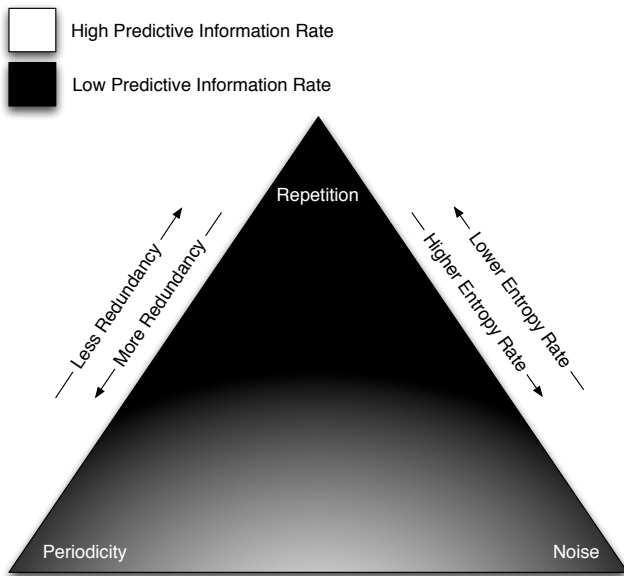 High Predictive Information Rate
Low Predictive Information Rate
Repetition
Less Redundancy
More Redundancy
Higher Entropy Rate
Lower Entropy Rate
Periodicity
Noise